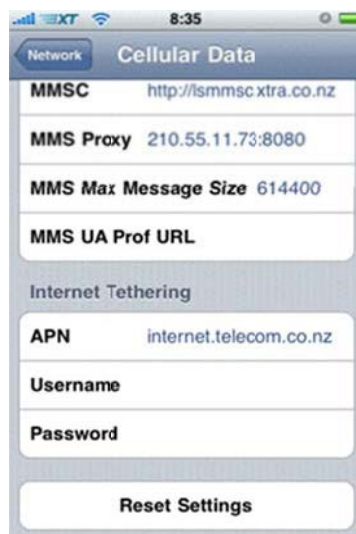 XT 8:35
Network Cellular Data
MMSC http://lsmmsc.xtra.co.nz
MMS Proxy 210.55.11.73:8080
MMS Max Message Size 614400
MMS UA Prof URL
Internet Tethering
APN internet.telecom.co.nz
Username
Password
Reset Settings